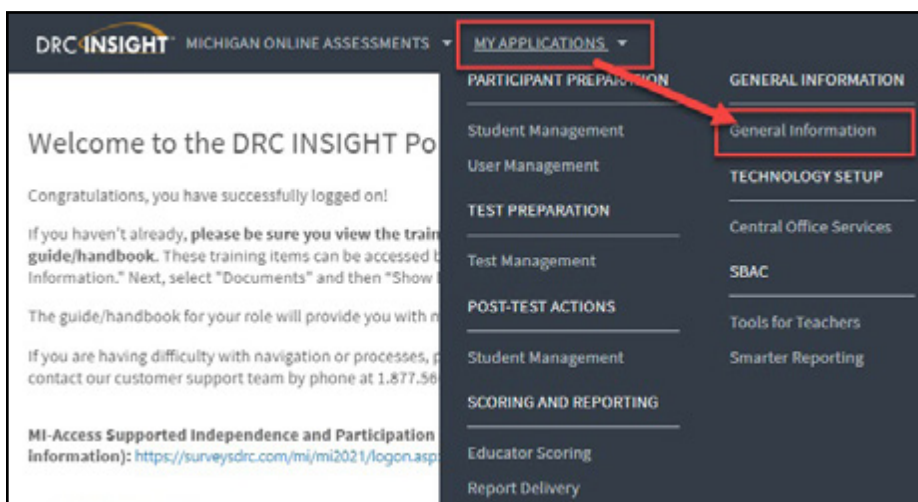 DRC INSIGHT MICHIGAN ONLINE ASSESSMENTS MY APPLICATIONS
Welcome to the DRC INSIGHT Po
Congratulations, you have successfully logged on!
If you haven't already, please be sure you view the train
guide/handbook. These training items can be accessed b
Information." Next, select "Documents" and then "Show
The guide/handbook for your role will provide you with
If you are having difficulty with navigation or processes, p
contact our customer support team by phone at 1.877.56
MI-Access Supported Independence and Participation
information): https://surveysdrc.com/mi/mi2021/logon.asp
PARTICIPANT PREPARATION
Student Management
User Management
TEST PREPARATION
Test Management
POST-TEST ACTIONS
Student Management
SCORING AND REPORTING
Educator Scoring
Report Delivery
GENERAL INFORMATION
General Information
TECHNOLOGY SETUP
Central Office Services
SBAC
Tools for Teachers
Smarter Reporting